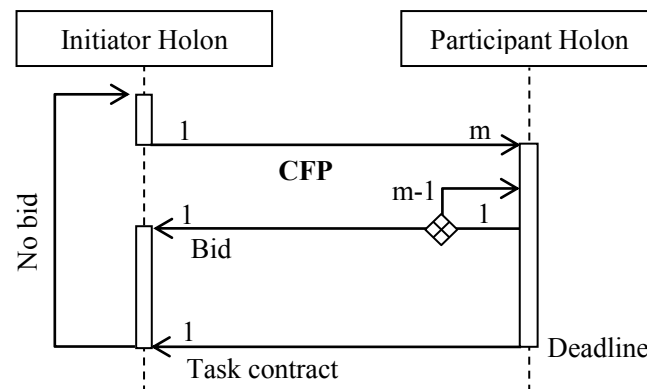 Initiator Holon
Participant Holon
1
m
CFP
m-1
1
1
Bid
No bid
1
Deadline
Task contract